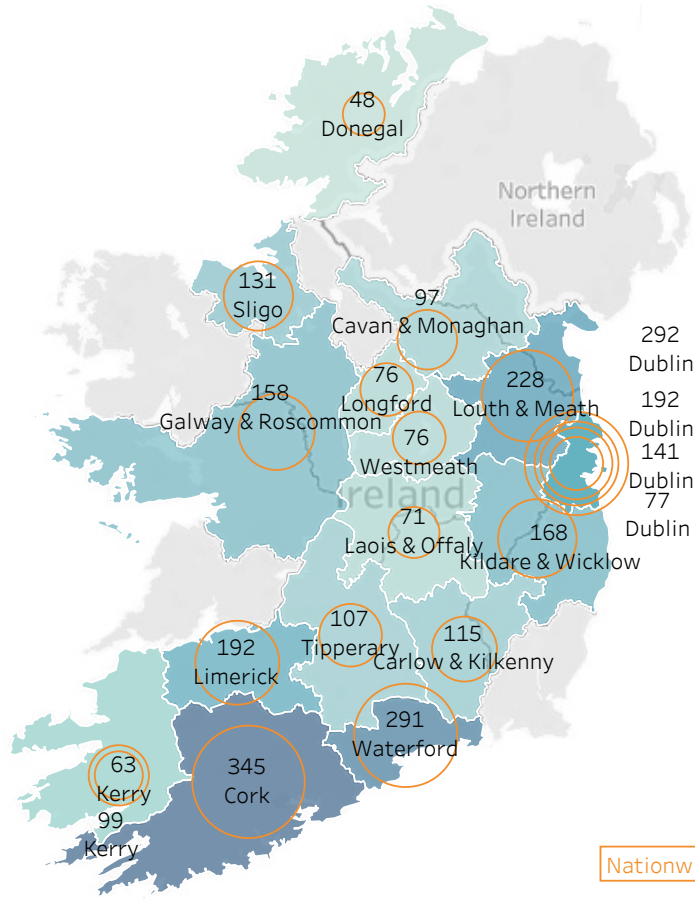 48
Donegal
Northern
Ireland
131
Sligo
97
Cavan & Monaghan
292
Dublin
76
Longford
228
Louth & Meath
158
Galway & Roscommon
192
Dublin
76
Westmeath
141
Dublin
77
Dublin
Ireland
71
Laois & Offaly
168
Kildare & Wicklow
107
Tipperary
115
Carlow & Kilkenny
192
Limerick
291
Waterford
63
Kerry
345
Cork
99
Kerry
Nationw